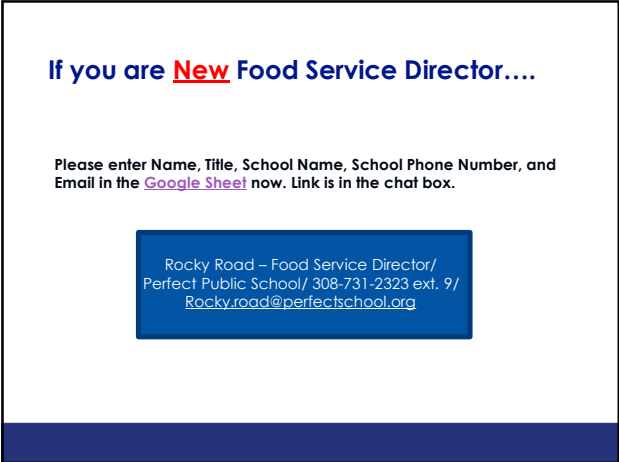 If you are New Food Service Director….
Please enter Name, Title, School Name, School Phone Number, and
Email in the Google Sheet now. Link is in the chat box.
Rocky Road – Food Service Director/
Perfect Public School/ 308-731-2323 ext. 9/
Rocky.road@perfectschool.org